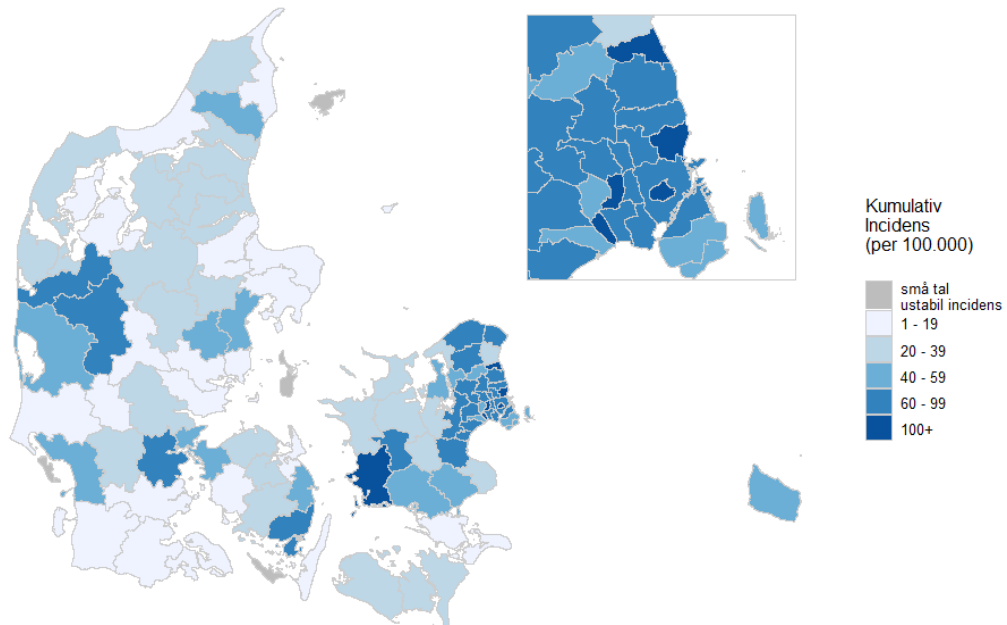 Kumulativ
Incidens
(per 100.000)
små tal
ustabil incidens
1 - 19
20 - 39
40 - 59
60 - 99
100+